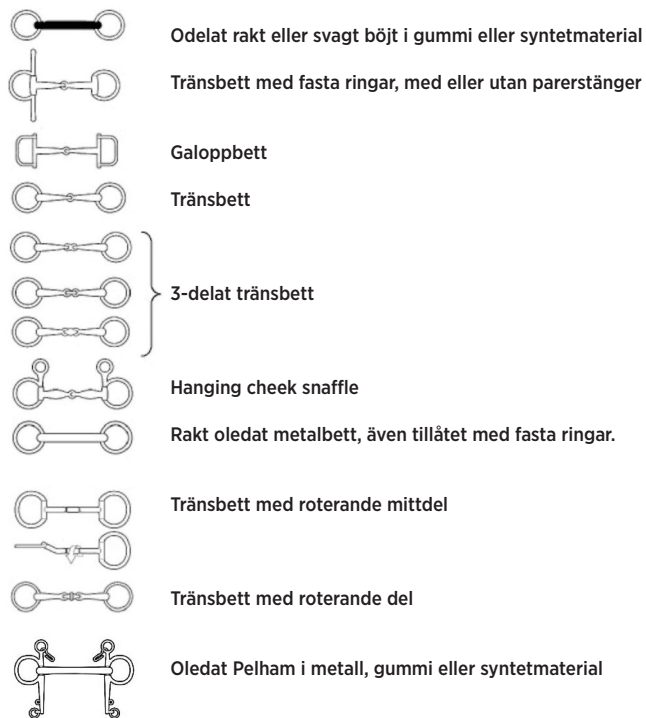 Odelat rakt eller svagt böjt i gummi eller syntetmaterial
Tränsbett med fasta ringar, med eller utan parerstänger
Galoppbett
Tränsbett
3-delat tränsbett
Hanging cheek snaffle
Rakt oledat metalbett, även tillåtet med fasta ringar.
Tränsbett med roterande mittdel
Tränsbett med roterande del
Oledat Pelham i metall, gummi eller syntetmaterial